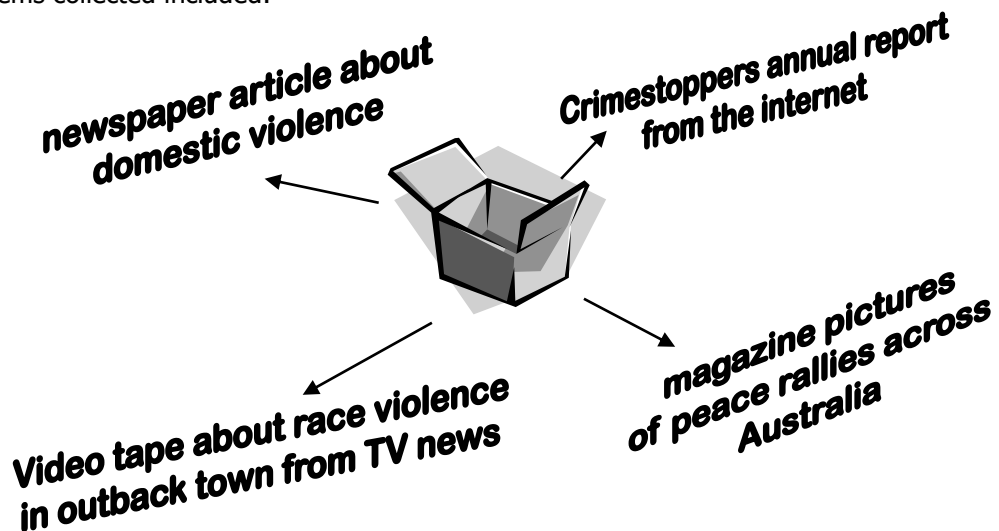 ems collected included:
newspaper article about
domestic violence
Crimestoppers annual report
from the internet
Video tape about race violence
in outback town from TV news
magazine pictures
of peace rallies across
Australia